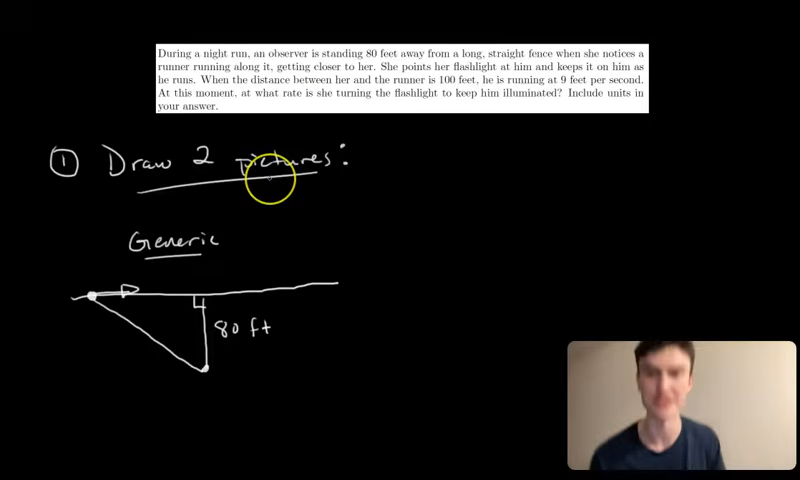 During a night run, an observer is standing 80 feet away from a long, straight fence when she notices a
runner running along it, getting closer to her. She points her flashlight at him and keeps it on him as
he runs. When the distance between her and the runner is 100 feet, he is running at 9 feet per second.
At this moment, at what rate is she turning the flashlight to keep him illuminated? Include units in
your answer.
① Draw 2 pictures:
Generic
80 ft